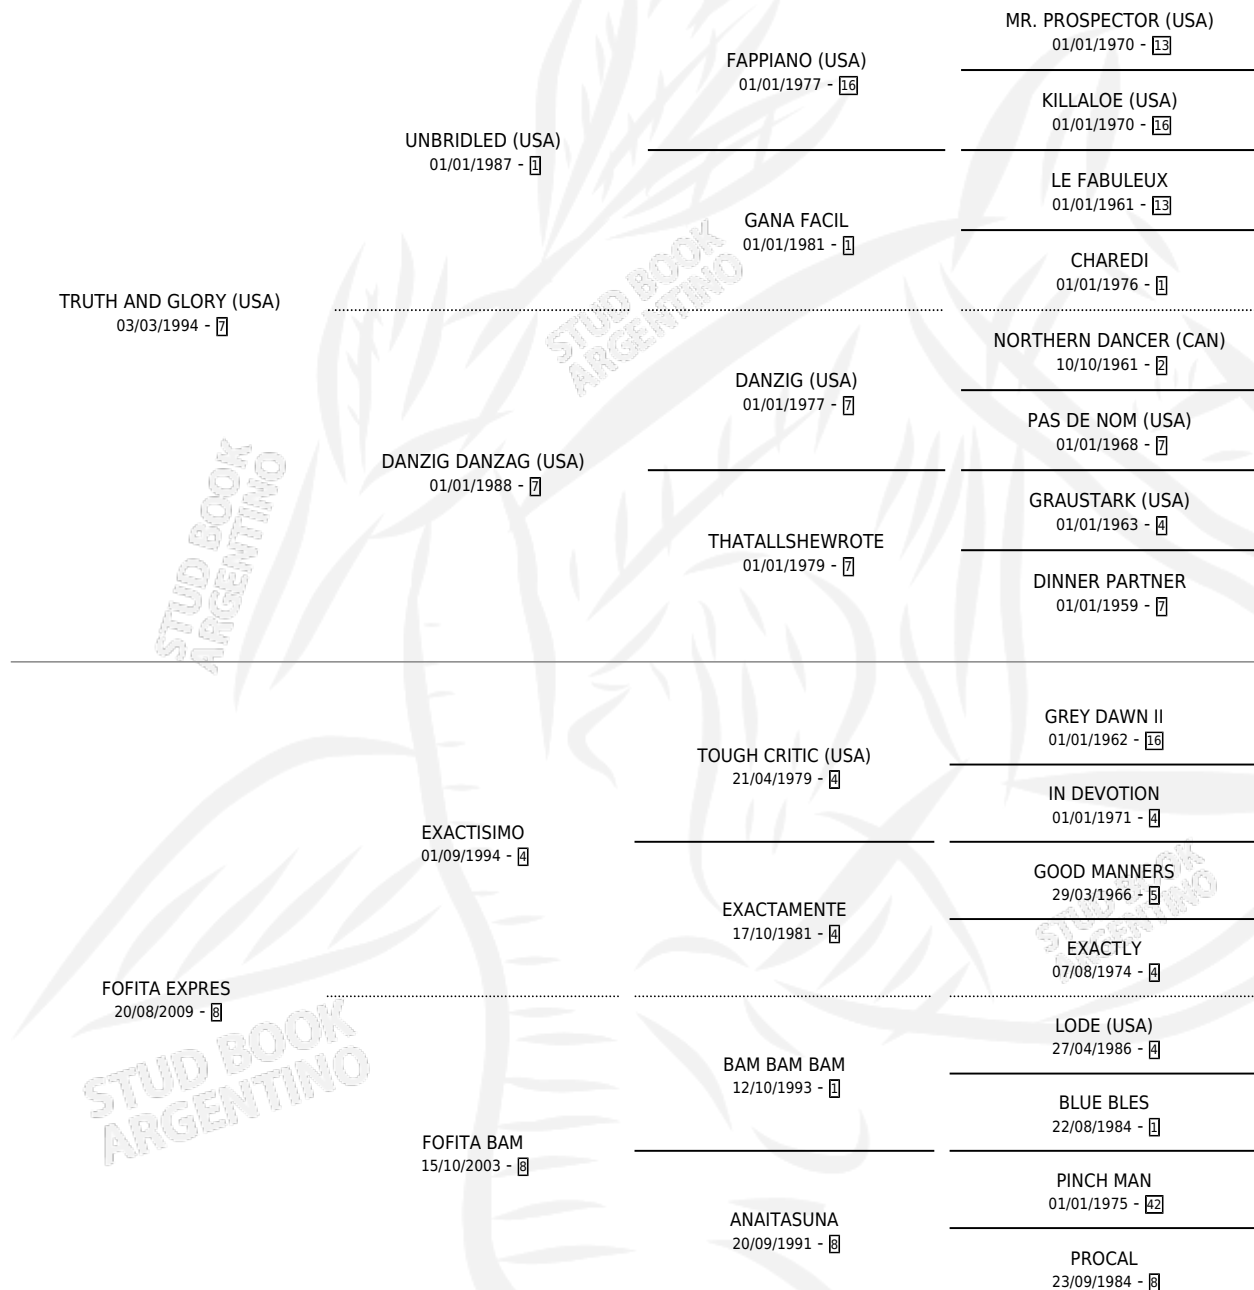 MR. PROSPECTOR (USA)
01/01/1970 - 13
FAPPIANO (USA)
01/01/1977 - 16
KILLALOE (USA)
01/01/1970 - 16
UNBRIDLED (USA)
01/01/1987 - 1
LE FABULEUX
01/01/1961 - 13
GANA FACIL
01/01/1981 - 1
CHAREDI
01/01/1976 - 1
TRUTH AND GLORY (USA)
03/03/1994 - 7
NORTHERN DANCER (CAN)
10/10/1961 - 2
DANZIG (USA)
01/01/1977 - 7
PAS DE NOM (USA)
01/01/1968 - 7
DANZIG DANZAG (USA)
01/01/1988 - 7
GRAUSTARK (USA)
01/01/1963 - 4
THATALLSHEWROTE
01/01/1979 - 7
DINNER PARTNER
01/01/1959 - 7
GREY DAWN II
01/01/1962 - 16
TOUGH CRITIC (USA)
21/04/1979 - 4
IN DEVOTION
01/01/1971 - 4
EXACTISIMO
01/09/1994 - 4
GOOD MANNERS
29/03/1966 - 5
EXACTAMENTE
17/10/1981 - 4
EXACTLY
07/08/1974 - 4
FOFITA EXPRES
20/08/2009 - 8
LODE (USA)
27/04/1986 - 4
BAM BAM BAM
12/10/1993 - 1
BLUE BLES
22/08/1984 - 1
FOFITA BAM
15/10/2003 - 8
PINCH MAN
01/01/1975 - 42
ANAITASUNA
20/09/1991 - 8
PROCAL
23/09/1984 - 8
STUD BOOK
ARGENTINO
STUD BOOK
ARGENTINO
STUD BOOK
ARGENTINO
STUD BOOK
ARGENTINO